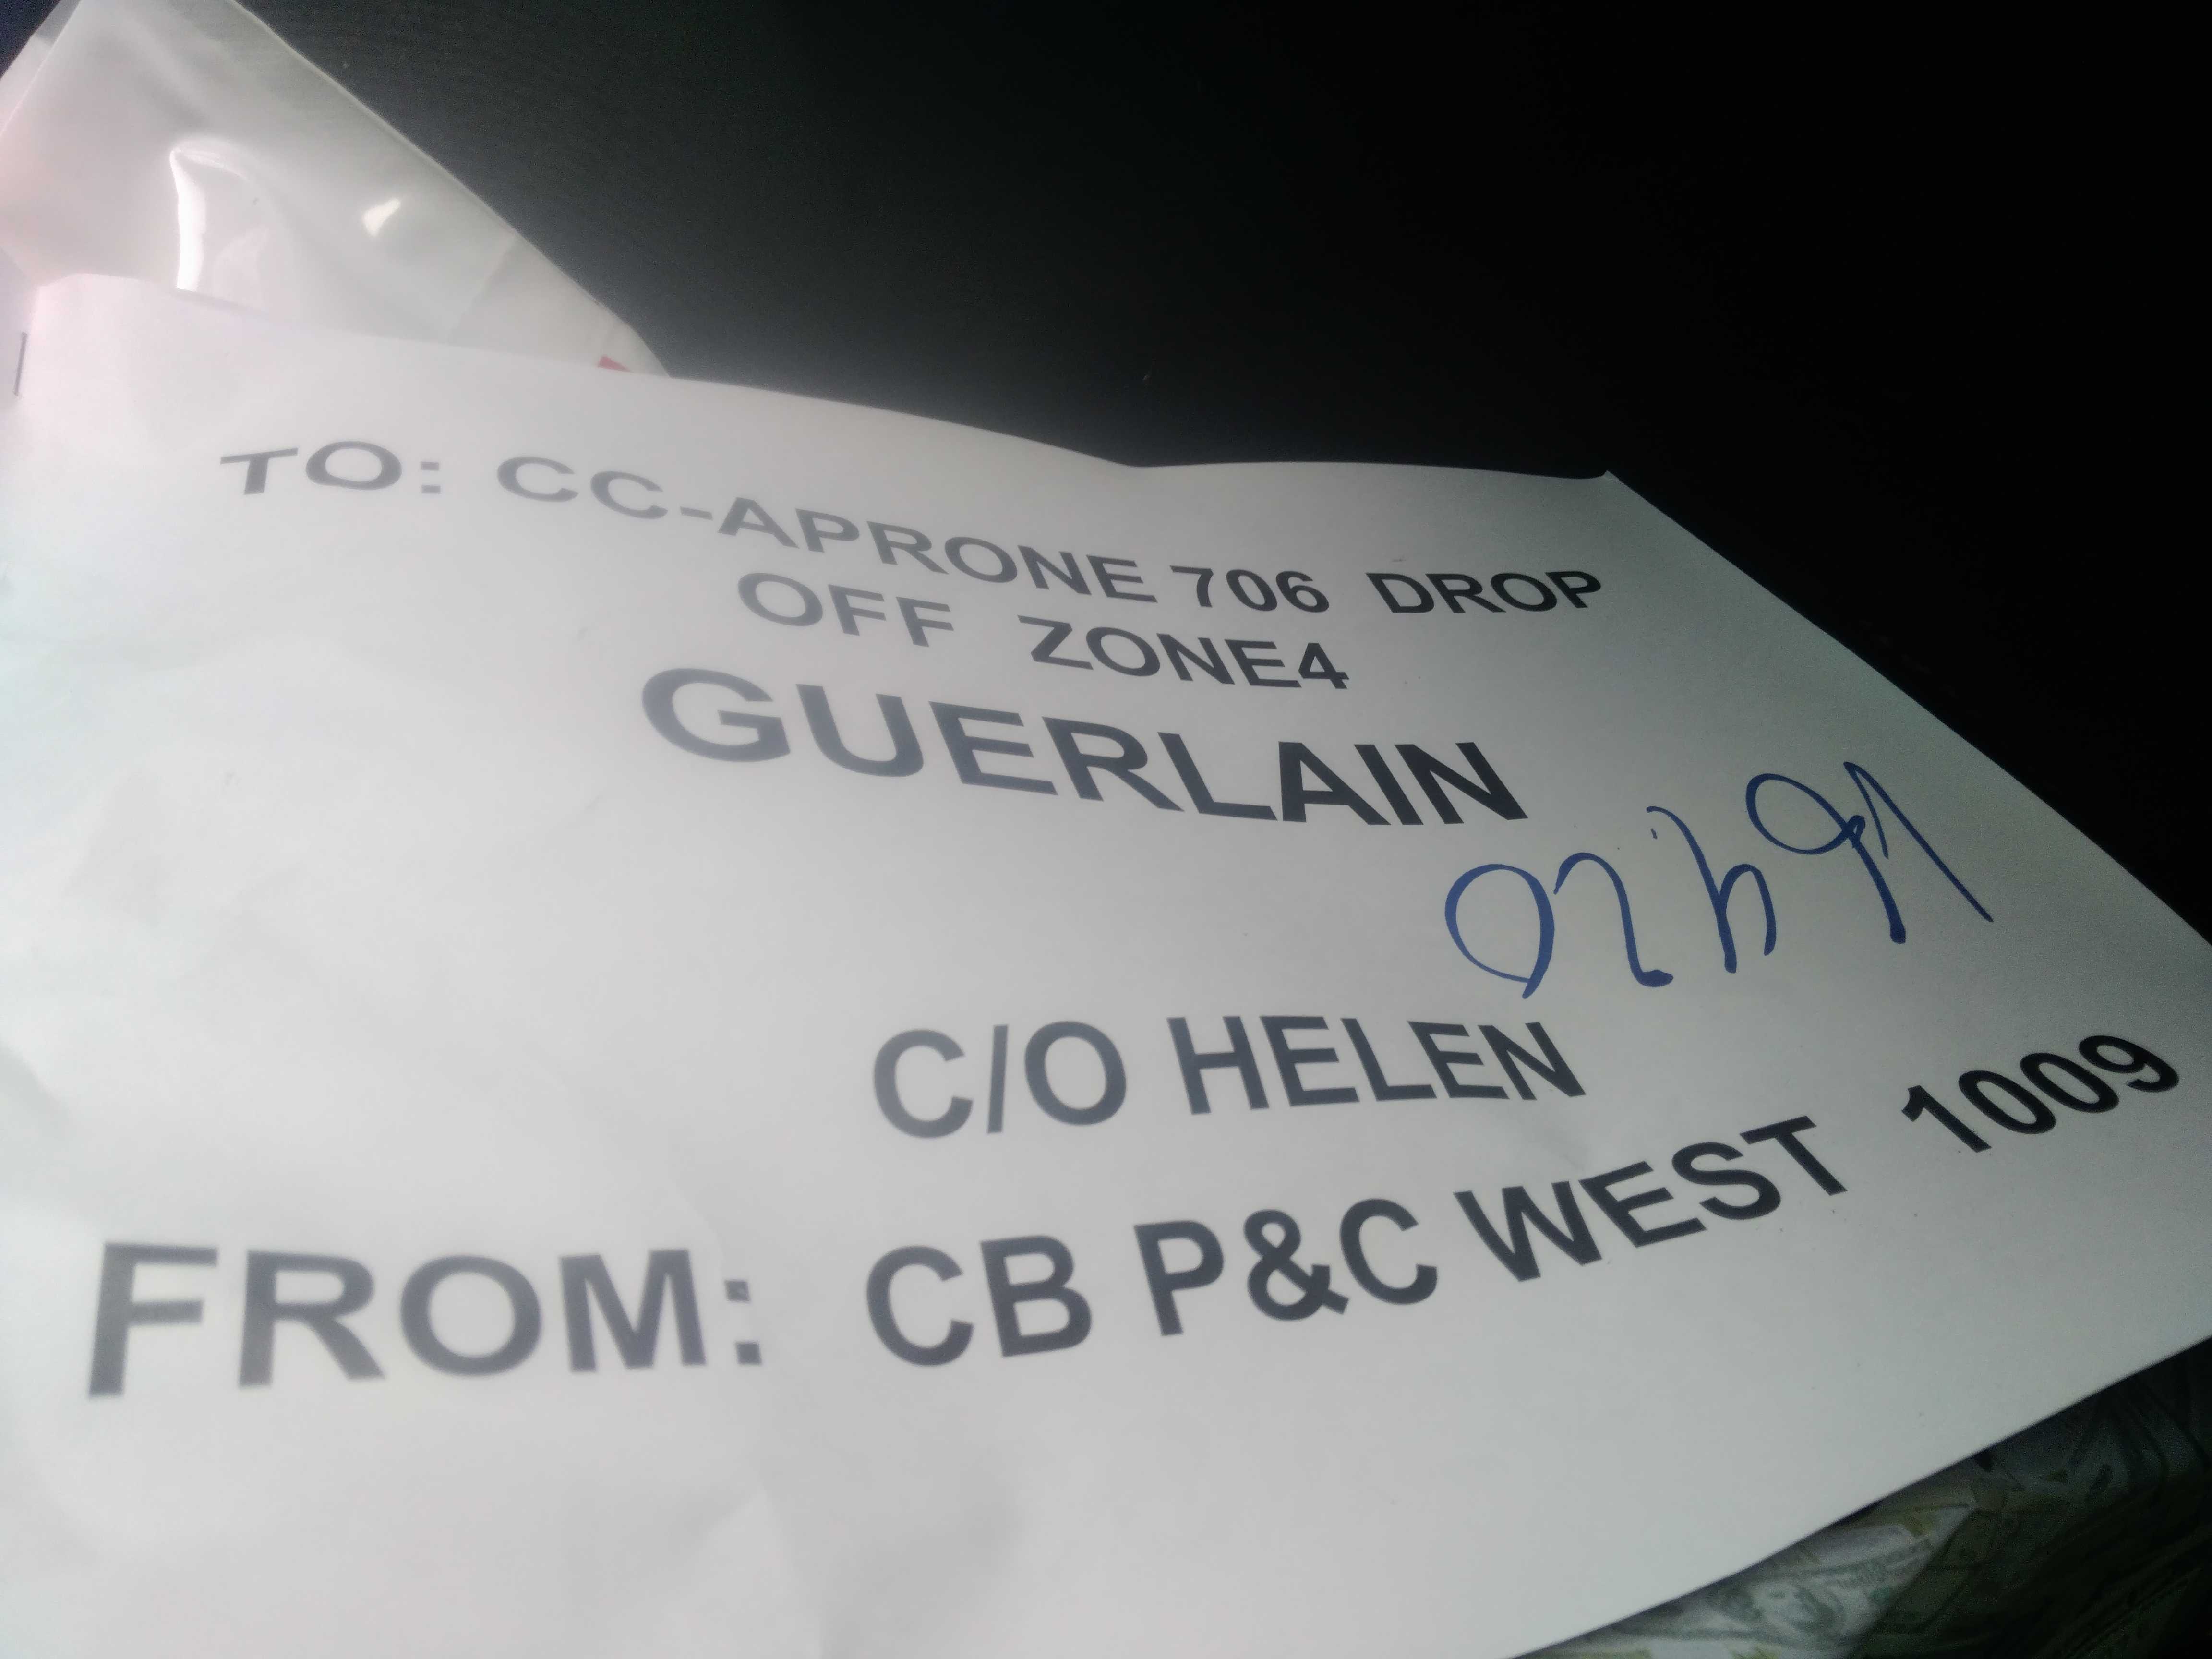 TO: CC-APRONE 706 DROP
OFF ZONE4
GUERLAIN
C/O HELEN
FROM: CB P&C WEST 1009